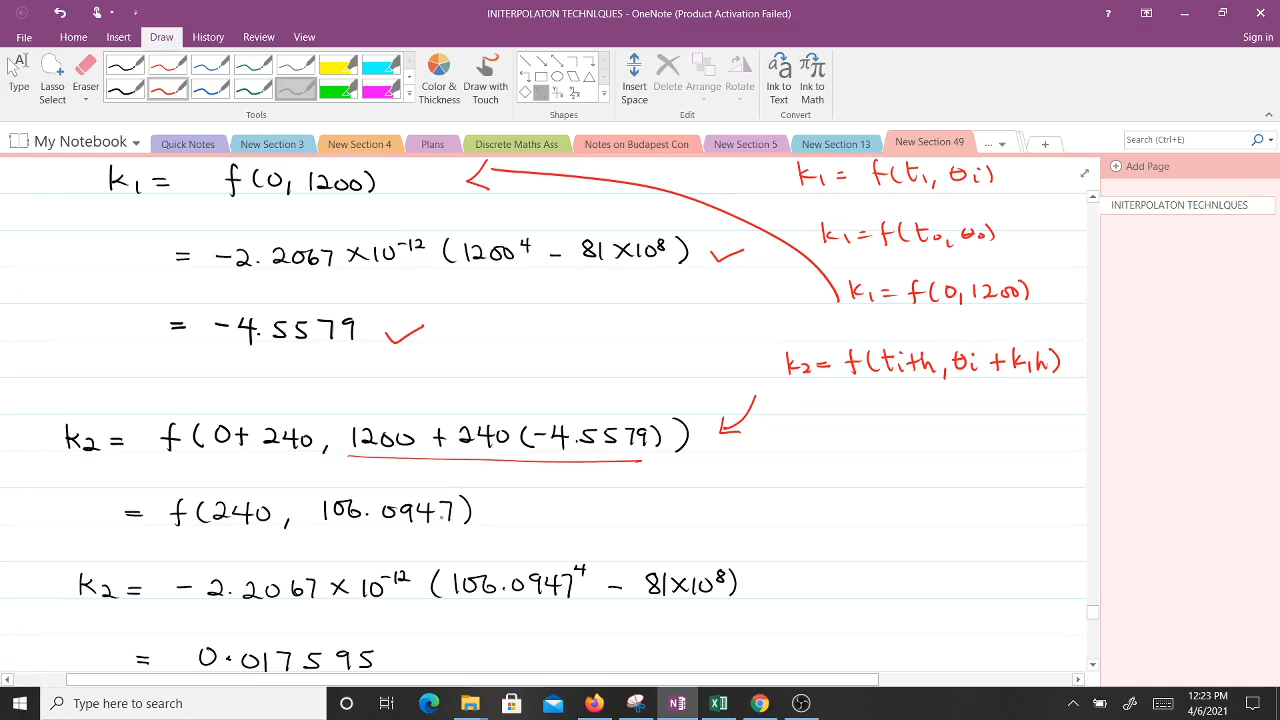 INITERPOLATON TECHNLQUES - OneNote (Product Activation Failed)
File Home Insert Draw History Review View Sign in
Type Lasso Select Eraser Color & Thickness Draw with Touch Insert Space Delete Arrange Rotate Ink to Text Ink to Math
Tools Shapes Edit Convert
My Notebook Quick Notes New Section 3 New Section 4 Plans Discrete Maths Ass Notes on Budapest Con New Section 5 New Section 13 New Section 49 ... Search (Ctrl+E)
Add Page
INITERPOLATON TECHNLQUES
k₁ = f(0, 1200)
k₁ = f(ti, θi)
k₁ = f(t₀, θ₀)
= -2.2067 × 10⁻¹² (1200⁴ - 81 × 10⁸)
k₁ = f(0, 1200)
= -4.5579
k₂ = f(ti+h, θi + k₁h)
k₂ = f(0 + 240, 1200 + 240(-4.5579))
= f(240, 106.0947)
k₂ = -2.2067 × 10⁻¹² (106.0947⁴ - 81×10⁸)
= 0.017595
Type here to search
12:23 PM
4/6/2021